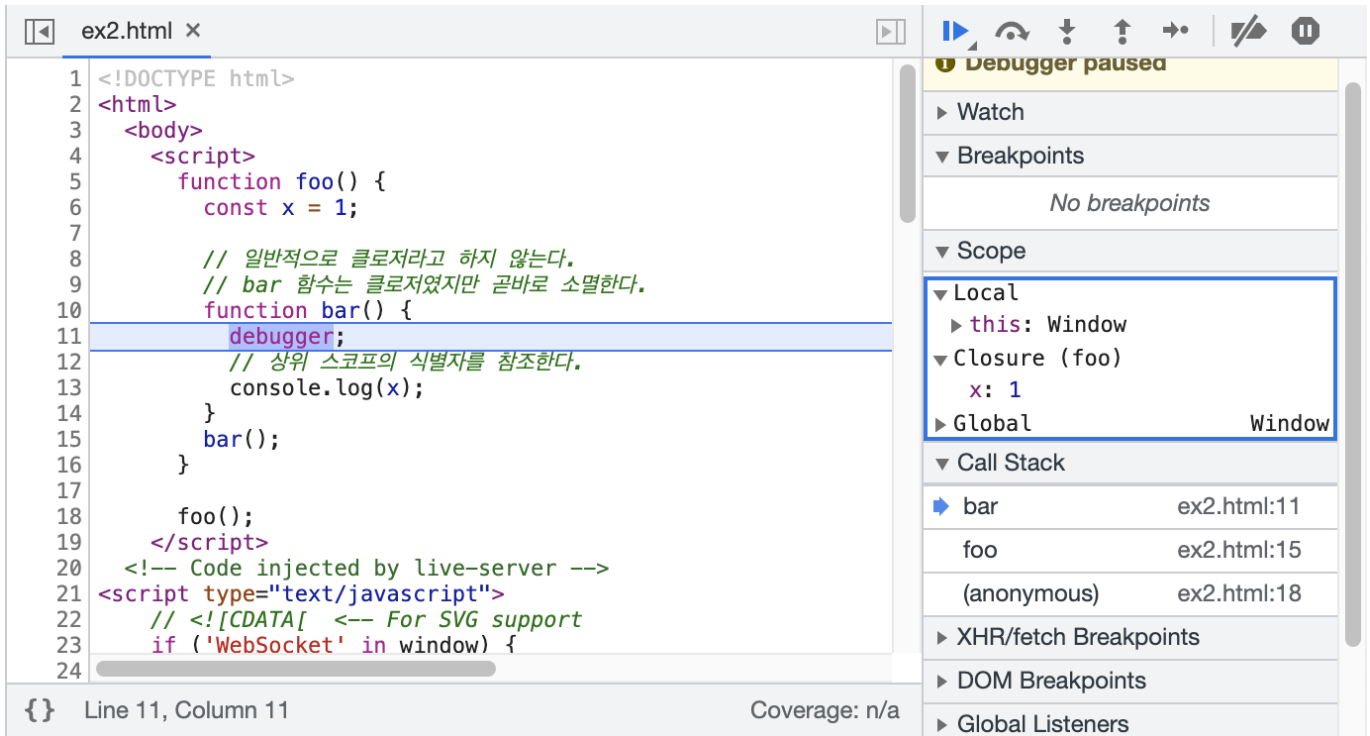 ex2.html ×
1 <!DOCTYPE html>
2 <html>
3 <body>
4 <script>
5 function foo() {
6 const x = 1;
7
8 // 일반적으로 클로저라고 하지 않는다.
9 // bar 함수는 클로저였지만 곧바로 소멸한다.
10 function bar() {
11 debugger;
12 // 상위 스코프의 식별자를 참조한다.
13 console.log(x);
14 }
15 bar();
16 }
17
18 foo();
19 </script>
20 <!-- Code injected by live-server -->
21 <script type="text/javascript">
22 // <![CDATA[ <-- For SVG support
23 if ('WebSocket' in window) {
24
{} Line 11, Column 11 Coverage: n/a
Debugger paused
Watch
Breakpoints
No breakpoints
Scope
Local
this: Window
Closure (foo)
x: 1
Global Window
Call Stack
bar ex2.html:11
foo ex2.html:15
(anonymous) ex2.html:18
XHR/fetch Breakpoints
DOM Breakpoints
Global Listeners